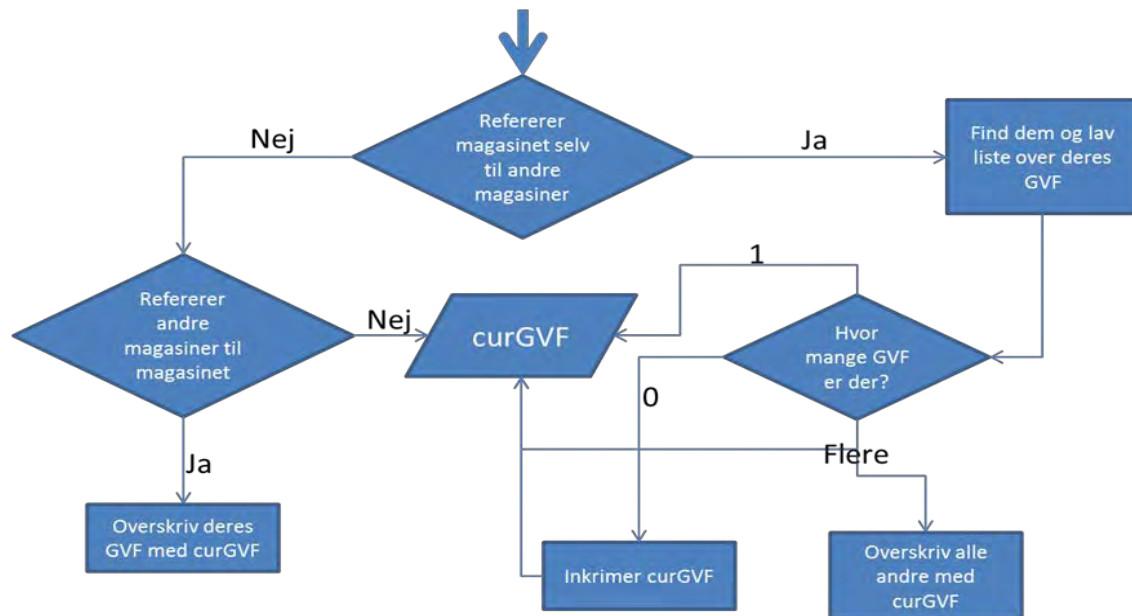 Refererer
magasinet selv
til andre
magasiner
Nej
Ja
Find dem og lav
liste over deres
GVF
Refererer
andre
magasiner til
magasinet
Nej
curGVF
1
Hvor
mange GVF
er der?
0
Flere
Ja
Overskriv deres
GVF med curGVF
Inkrimer curGVF
Overskriv alle
andre med
curGVF